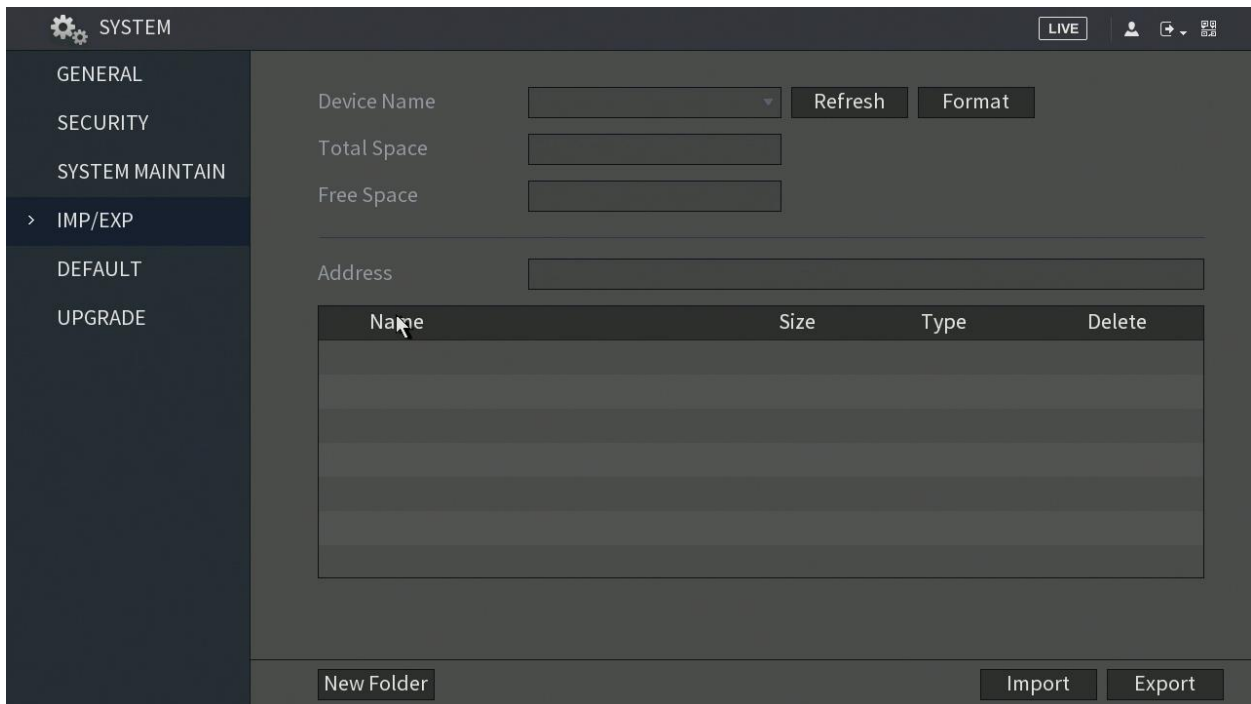 SYSTEM
LIVE
GENERAL
SECURITY
SYSTEM MAINTAIN
> IMP/EXP
DEFAULT
UPGRADE
Device Name
Refresh
Format
Total Space
Free Space
Address
Name Size Type Delete
New Folder
Import
Export